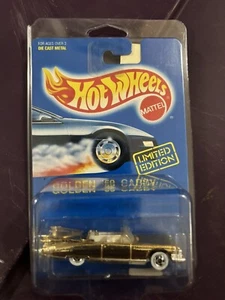 FOR AGES OVER 3
DIE CAST METAL
Hot Wheels
MATTEL
LIMITED
EDITION
GOLDEN '59 CADDY